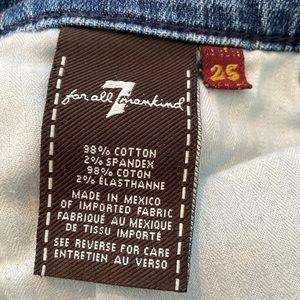 7
for all mankind
25
98% COTTON
2% SPANDEX
98% COTON
2% ÉLASTHANNE
MADE IN MEXICO
OF IMPORTED FABRIC
FABRIQUÉ AU MEXIQUE
DE TISSU IMPORTÉ
SEE REVERSE FOR CARE
ENTRETIEN AU VERSO